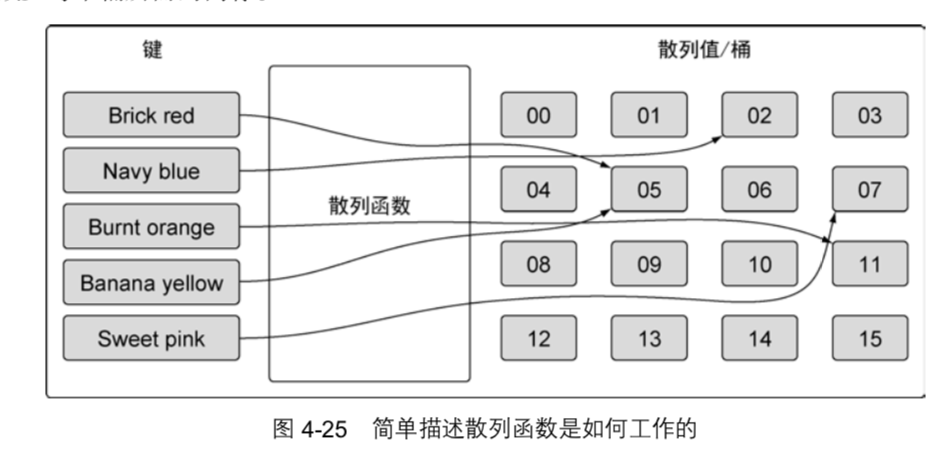 键 散列值/桶
Brick red 00 01 02 03
Navy blue
04 05 06 07
散列函数
Burnt orange
08 09 10 11
Banana yellow
Sweet pink 12 13 14 15
图 4-25 简单描述散列函数是如何工作的